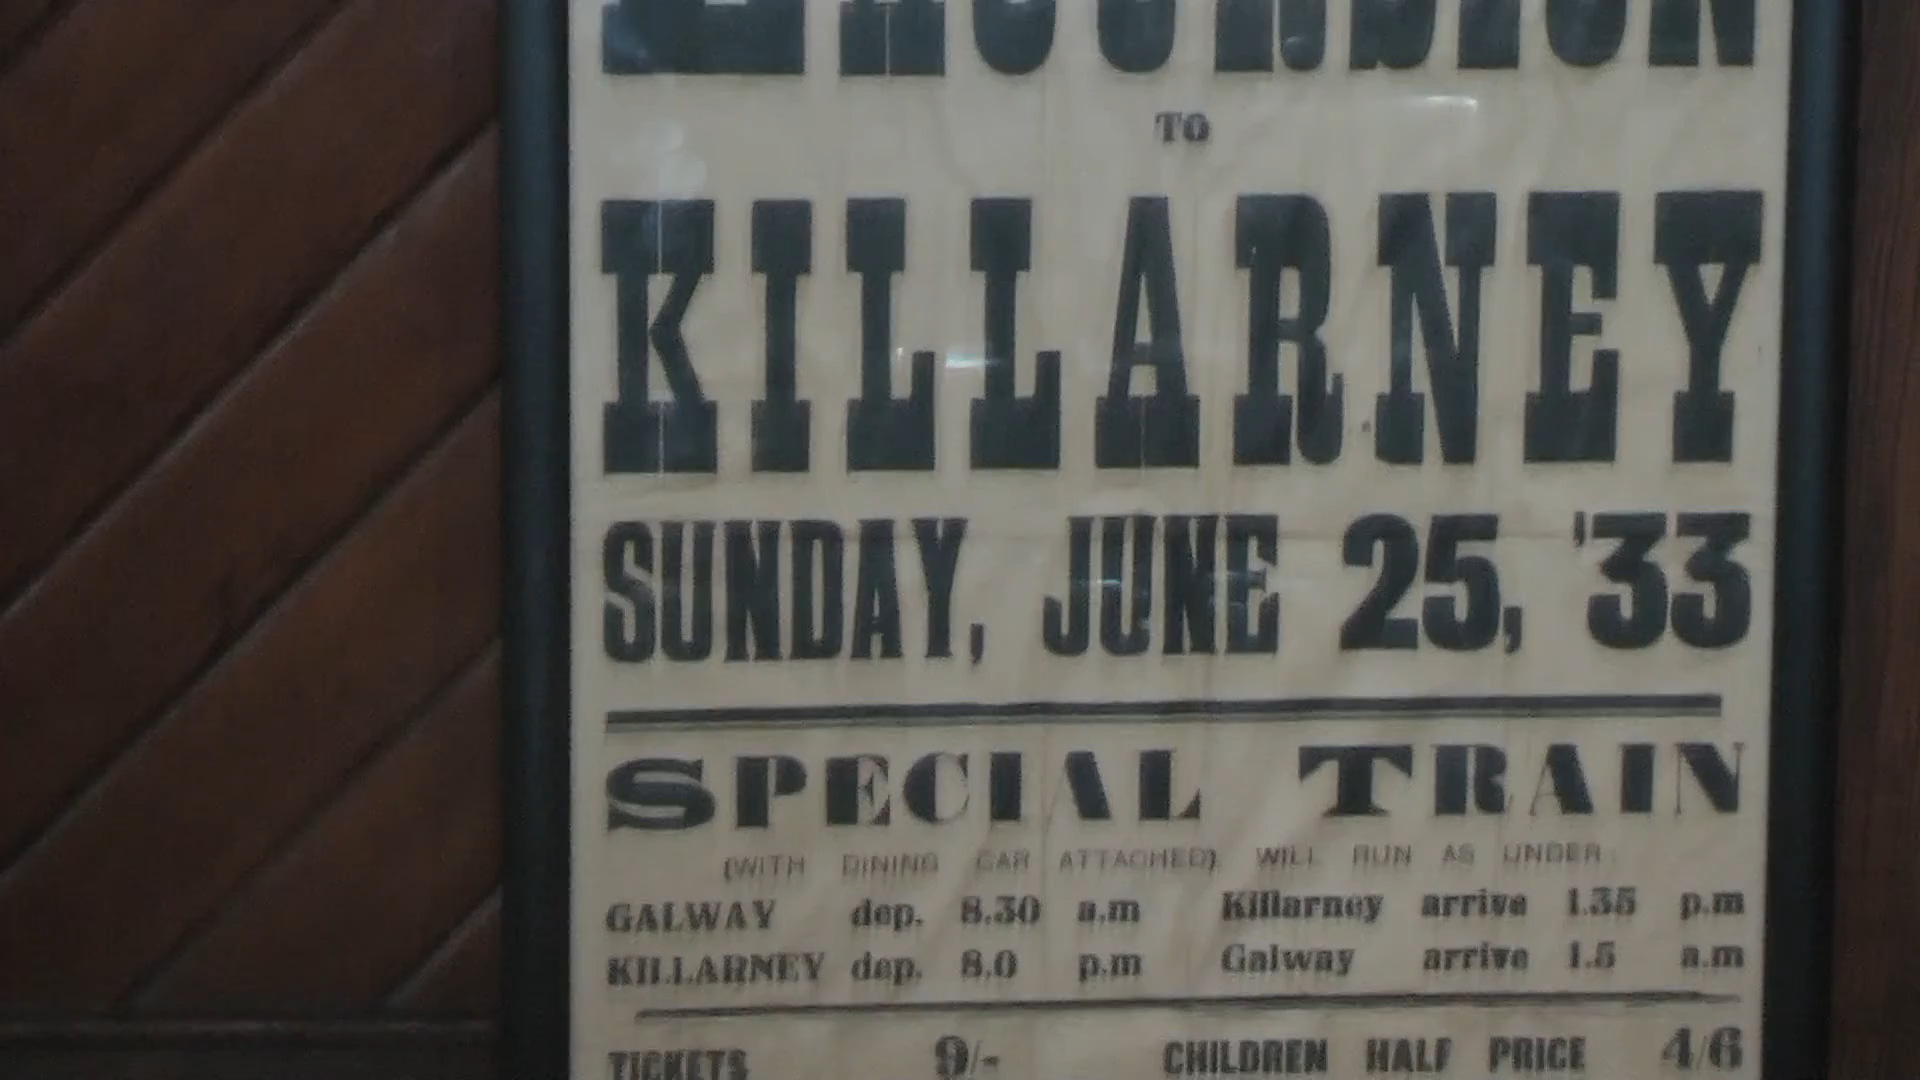 EXCURSION
TO
KILLARNEY
SUNDAY, JUNE 25, '33
SPECIAL TRAIN
(WITH DINING CAR ATTACHED) WILL RUN AS UNDER:
GALWAY dep. 8.30 a.m Killarney arrive 1.35 p.m
KILLARNEY dep. 8.0 p.m Galway arrive 1.5 a.m
TICKETS 9/- CHILDREN HALF PRICE 4/6